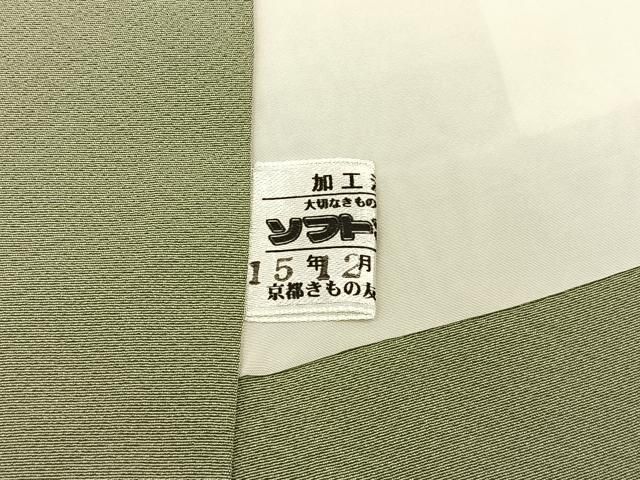 加工
大切なきもの
ソフト
15年12月
京都きもの友